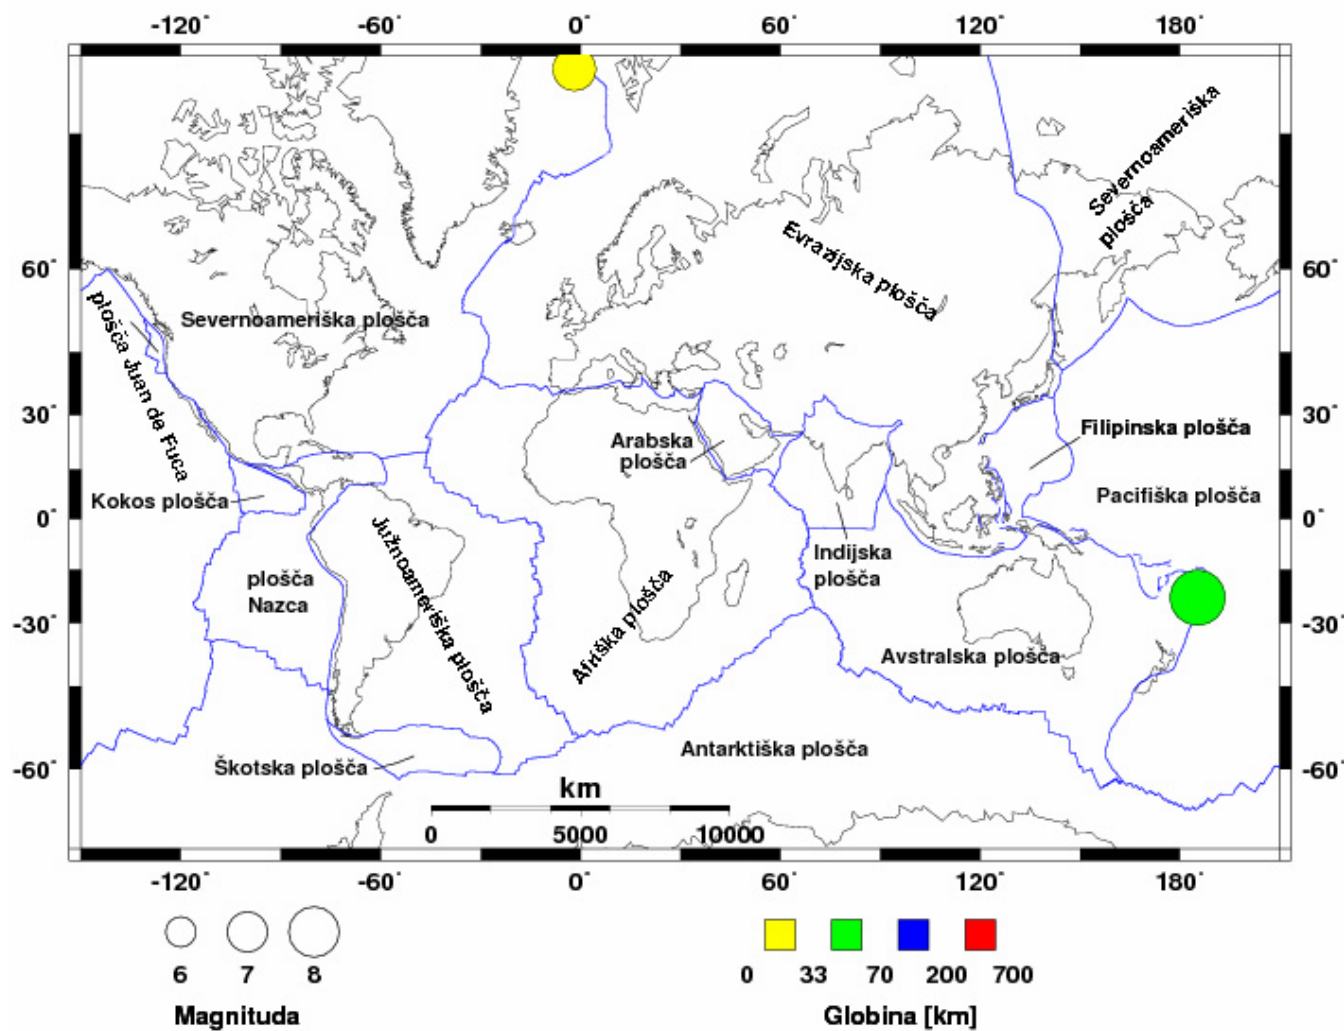 -120° -60° 0° 60° 120° 180°
Severnoameriška
plošča
Evrazijska plošča
60° 60°
plošča Juan de Fuca
Severnoameriška plošča
30° 30°
Arabska
plošča
Filipinska plošča
Kokos plošča
Pacifiška plošča
0° 0°
Južnoameriška plošča
Indijska
plošča
plošča
Nazca
Afriška plošča
-30° -30°
Avstralska plošča
Antarktiška plošča
Škotska plošča
-60° -60°
km
0 5000 10000
-120° -60° 0° 60° 120° 180°
6 7 8
Magnituda
0 33 70 200 700
Globina [km]